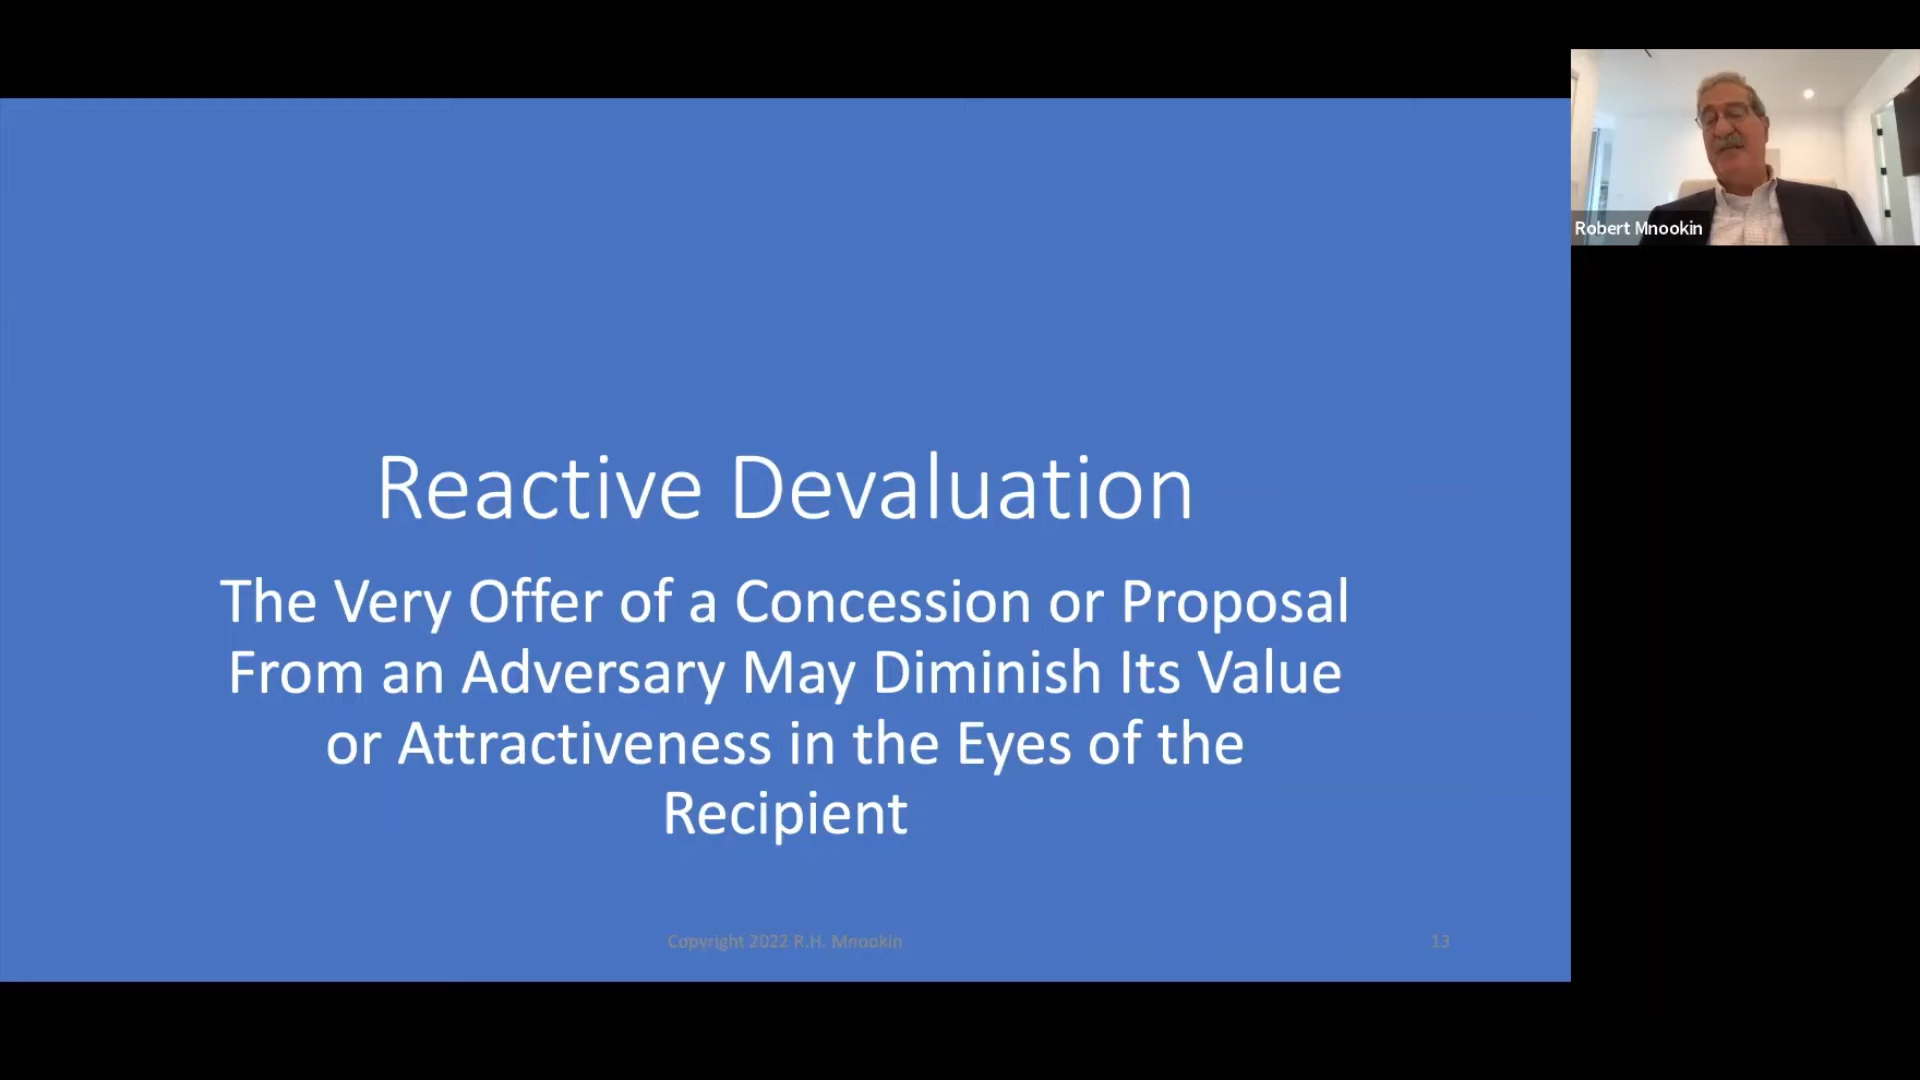 Robert Mnookin
Reactive Devaluation
The Very Offer of a Concession or Proposal
From an Adversary May Diminish Its Value
or Attractiveness in the Eyes of the
Recipient
Copyright 2022 R.H. Mnookin
13